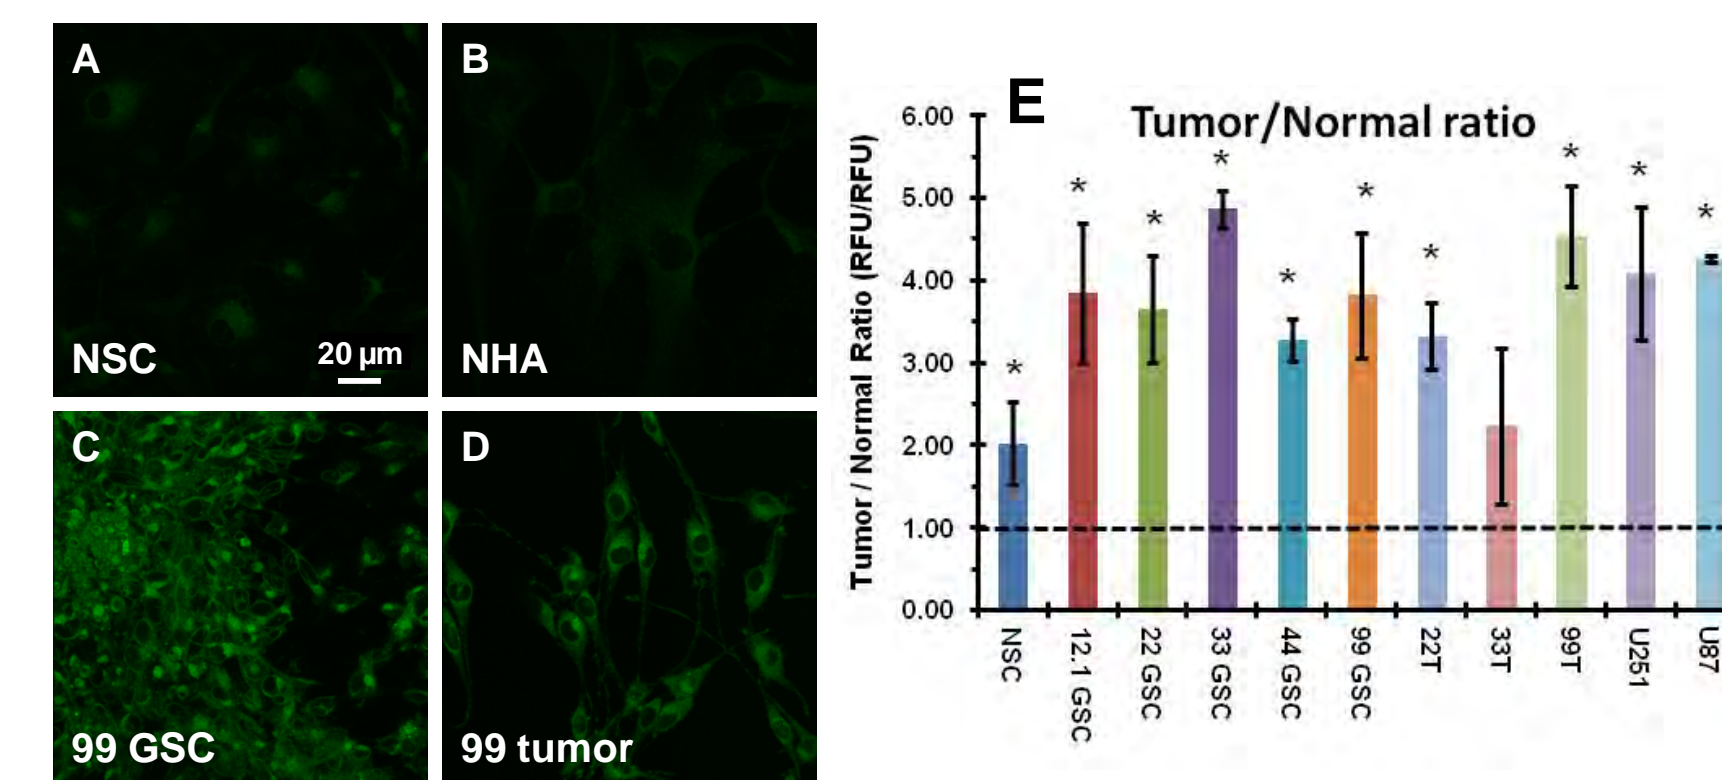 A
NSC
20 µm
B
NHA
C
99 GSC
D
99 tumor
E
Tumor/Normal ratio
Tumor / Normal Ratio (RFU/RFU)
6.00
5.00
4.00
3.00
2.00
1.00
0.00
*
*
*
*
*
*
*
*
*
*
NSC
12.1 GSC
22 GSC
33 GSC
44 GSC
99 GSC
22T
33T
99T
U251
U87